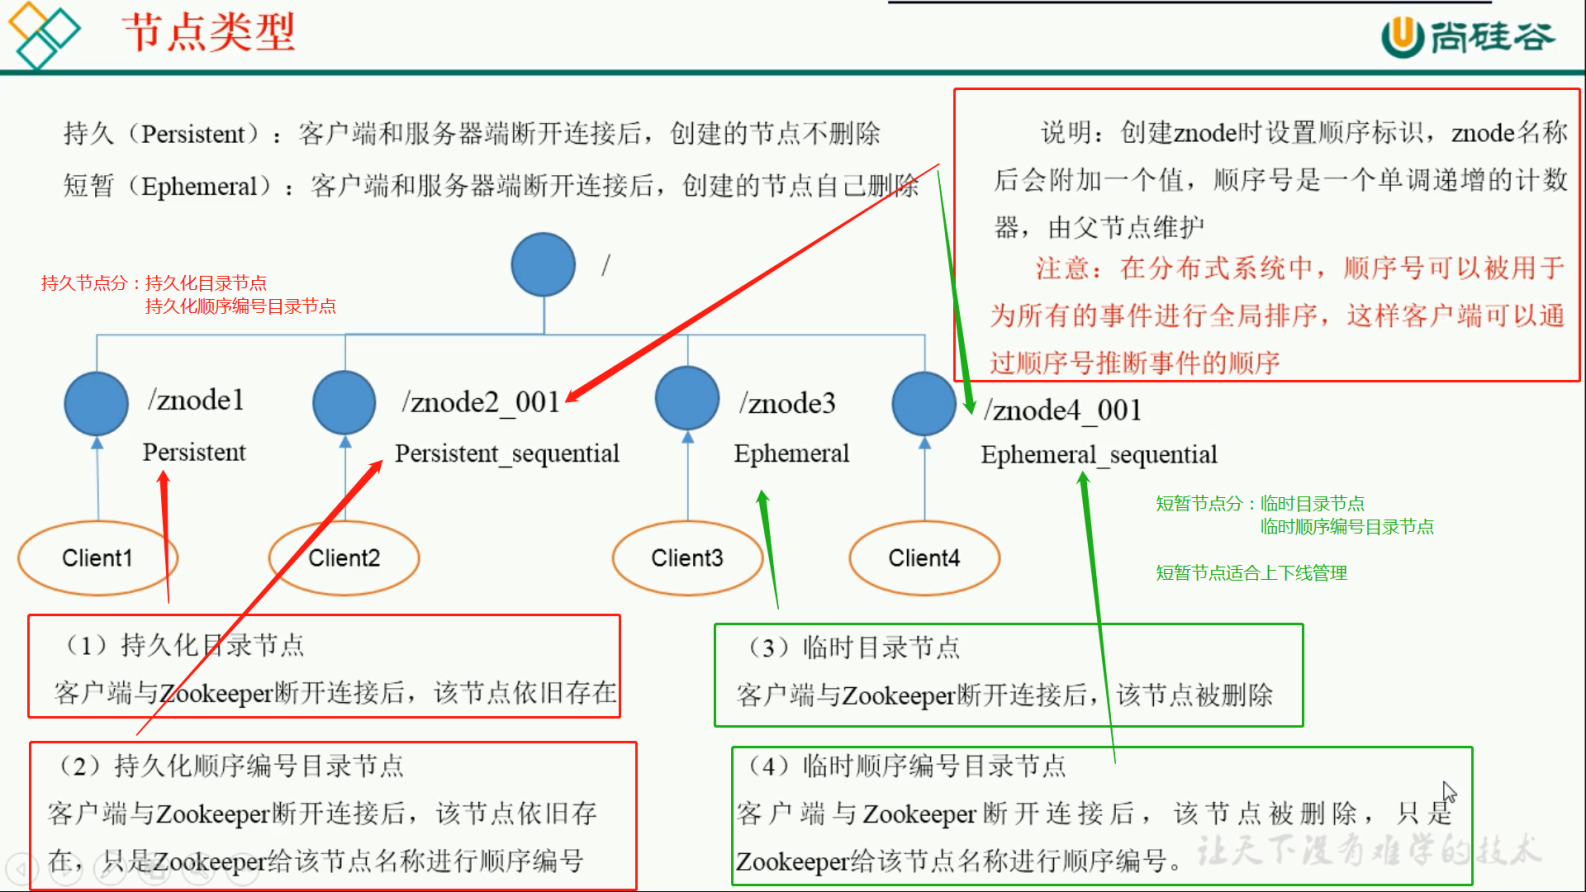 节点类型
尚硅谷
持久（Persistent）：客户端和服务器端断开连接后，创建的节点不删除
短暂（Ephemeral）：客户端和服务器端断开连接后，创建的节点自己删除
说明：创建znode时设置顺序标识，znode名称
后会附加一个值，顺序号是一个单调递增的计数
器，由父节点维护
注意：在分布式系统中，顺序号可以被用于
为所有的事件进行全局排序，这样客户端可以通
过顺序号推断事件的顺序
/
持久节点分：持久化目录节点
持久化顺序编号目录节点
/znode1
Persistent
/znode2_001
Persistent_sequential
/znode3
Ephemeral
/znode4_001
Ephemeral_sequential
短暂节点分：临时目录节点
临时顺序编号目录节点
短暂节点适合上下线管理
Client1
Client2
Client3
Client4
（1）持久化目录节点
客户端与Zookeeper断开连接后，该节点依旧存在
（2）持久化顺序编号目录节点
客户端与Zookeeper断开连接后，该节点依旧存
在，只是Zookeeper给该节点名称进行顺序编号
（3）临时目录节点
客户端与Zookeeper断开连接后，该节点被删除
（4）临时顺序编号目录节点
客户端与Zookeeper断开连接后，该节点被删除，只是
Zookeeper给该节点名称进行顺序编号。
让天下没有难学的技术